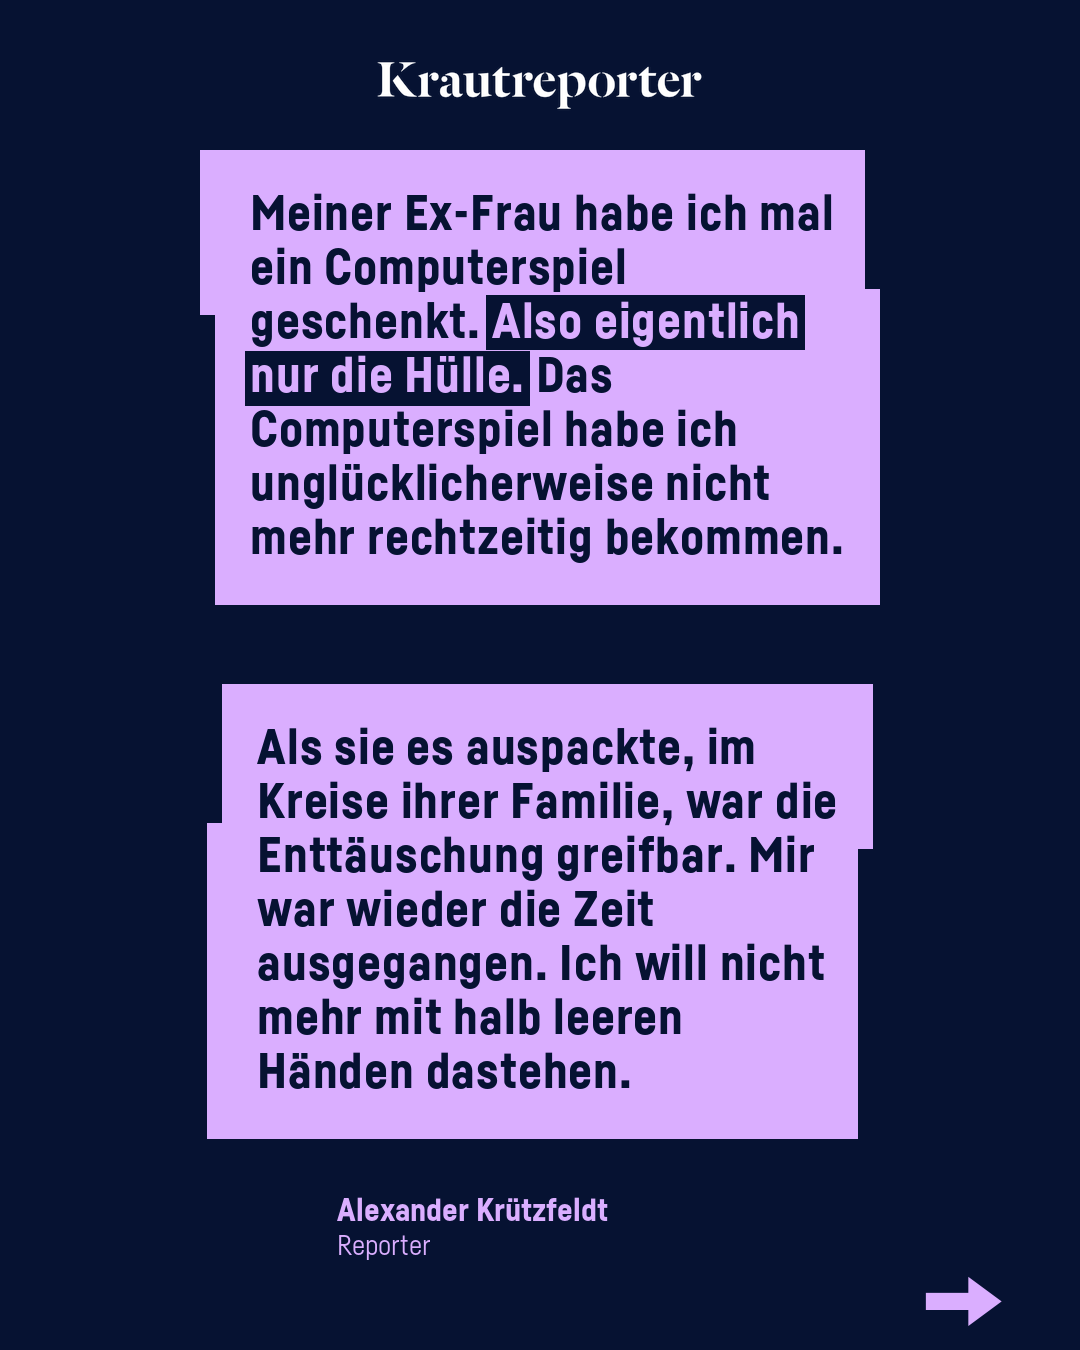 Krautreporter
Meiner Ex-Frau habe ich mal
ein Computerspiel
geschenkt. Also eigentlich
nur die Hülle. Das
Computerspiel habe ich
unglücklicherweise nicht
mehr rechtzeitig bekommen.
Als sie es auspackte, im
Kreise ihrer Familie, war die
Enttäuschung greifbar. Mir
war wieder die Zeit
ausgegangen. Ich will nicht
mehr mit halb leeren
Händen dastehen.
Alexander Krützfeldt
Reporter